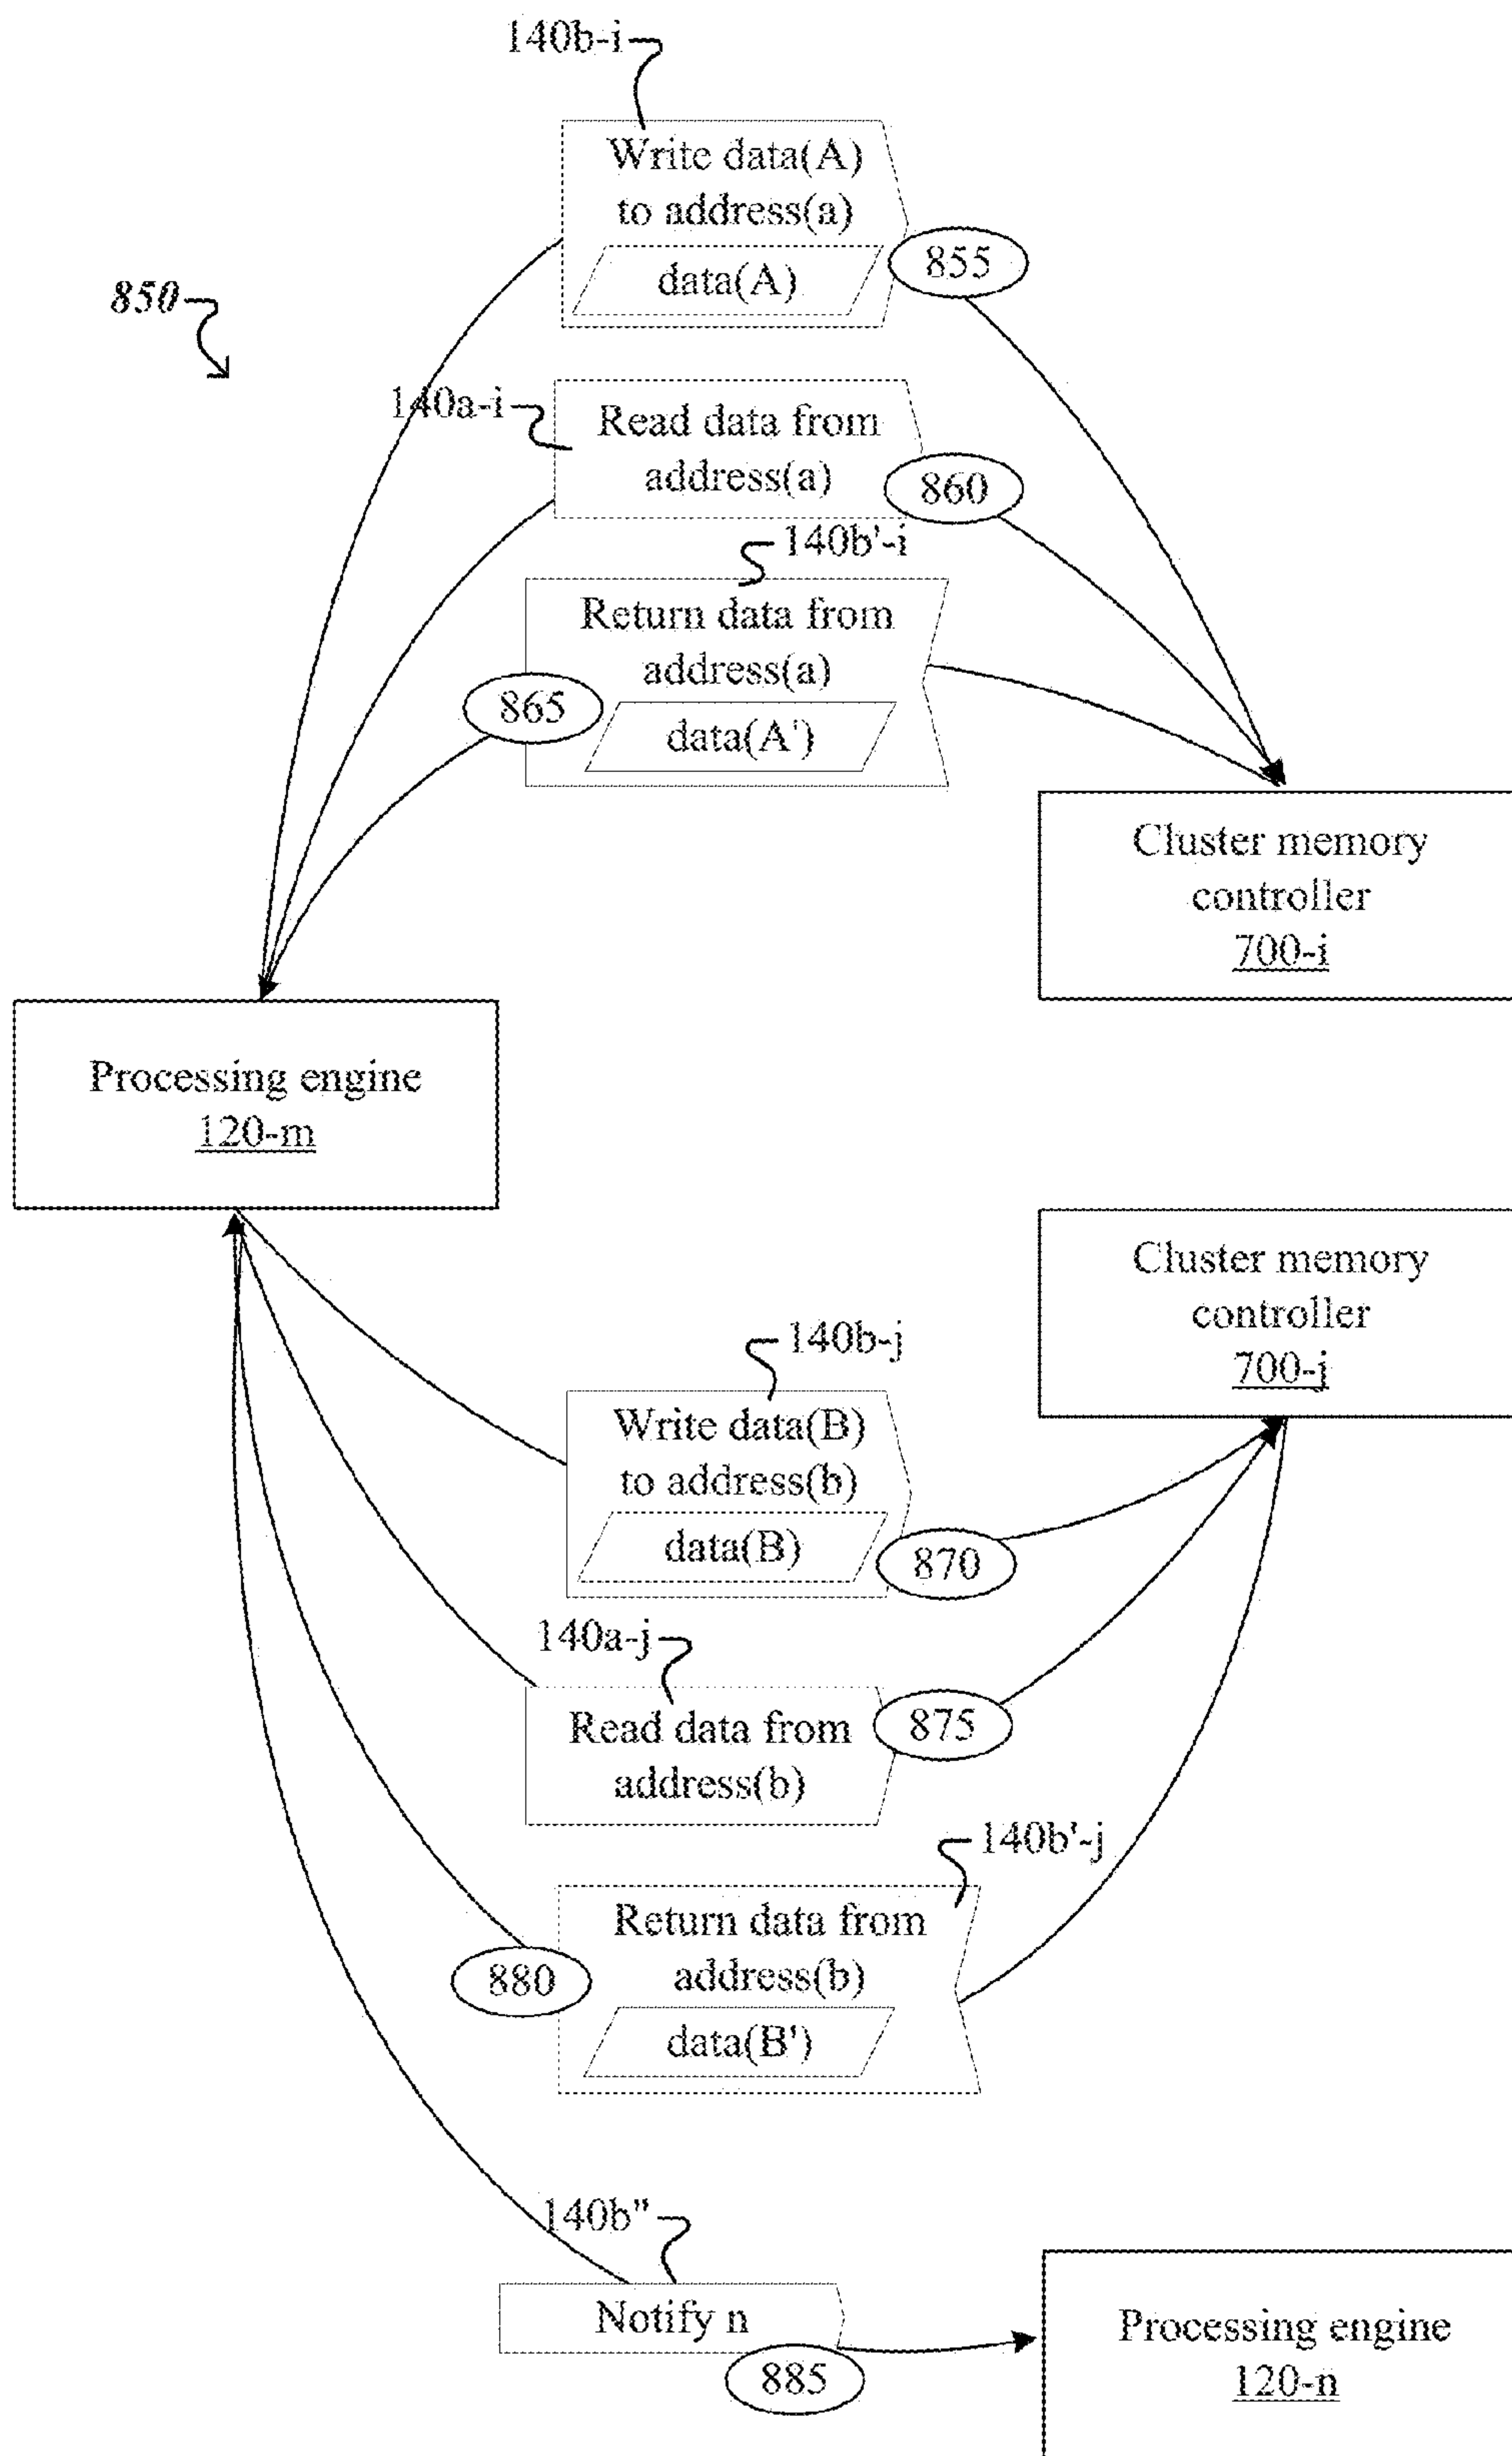 140b-i
Write data(A)
to address(a)
data(A)
855
850
140a-i
Read data from
address(a)
860
140b'-i
Return data from
address(a)
865
data(A')
Cluster memory
controller
700-i
Processing engine
120-m
Cluster memory
controller
700-j
140b-j
Write data(B)
to address(b)
data(B)
870
140a-j
Read data from
address(b)
875
140b'-j
Return data from
address(b)
880
data(B')
140b"
Notify n
885
Processing engine
120-n